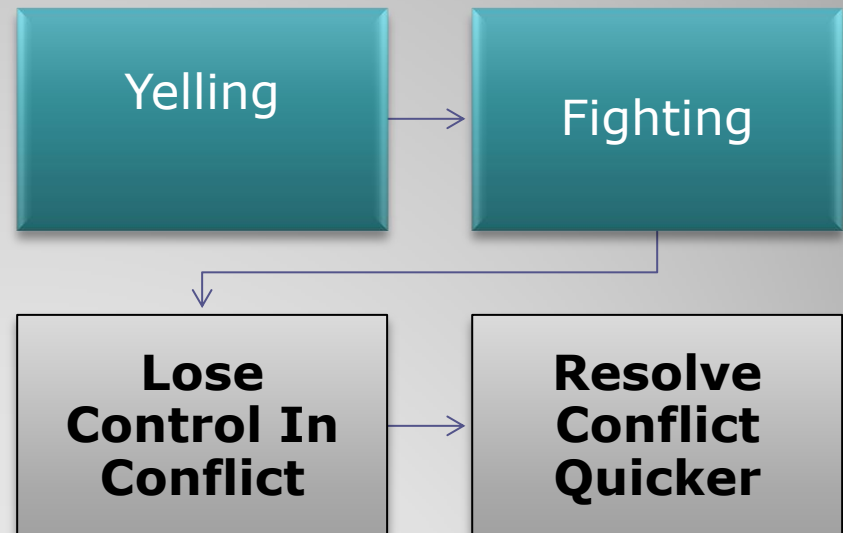 Yelling
Fighting
Lose
Control In
Conflict
Resolve
Conflict
Quicker